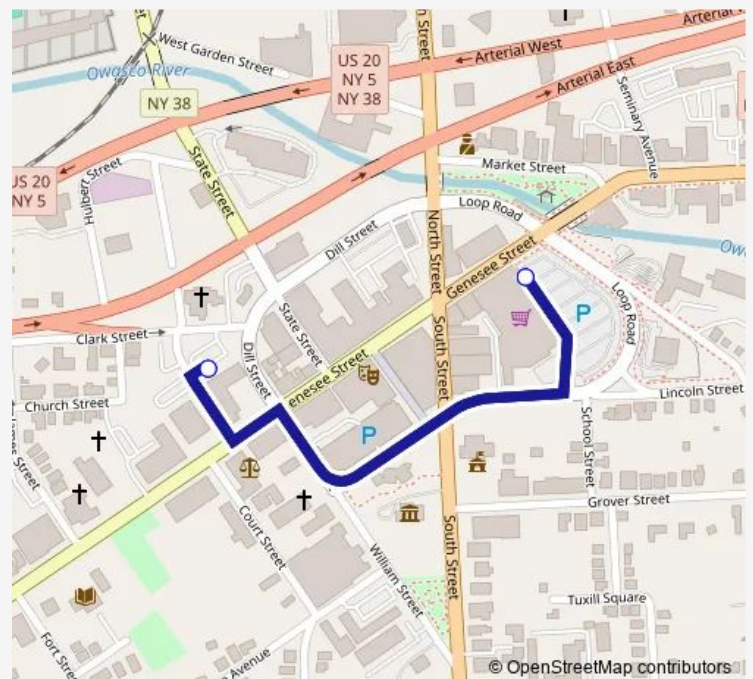 West Garden Street
US 20
NY 5
NY 38
Arterial West
Arterial East
Owasco River
NY 38
State Street
Seminary Avenue
Market Street
Hulbert Street
US 20
NY 5
Loop Road
North Street
Genesee Street
Dill Street
Loop Road
State Street
Clark Street
South Street
Dill Street
enesee Street
P
Church Street
Lincoln Street
P
School Street
Grover Street
Court Street
South Street
William Street
Tuxill Square
Fort Stre
Avenue
© OpenStreetMap contributors